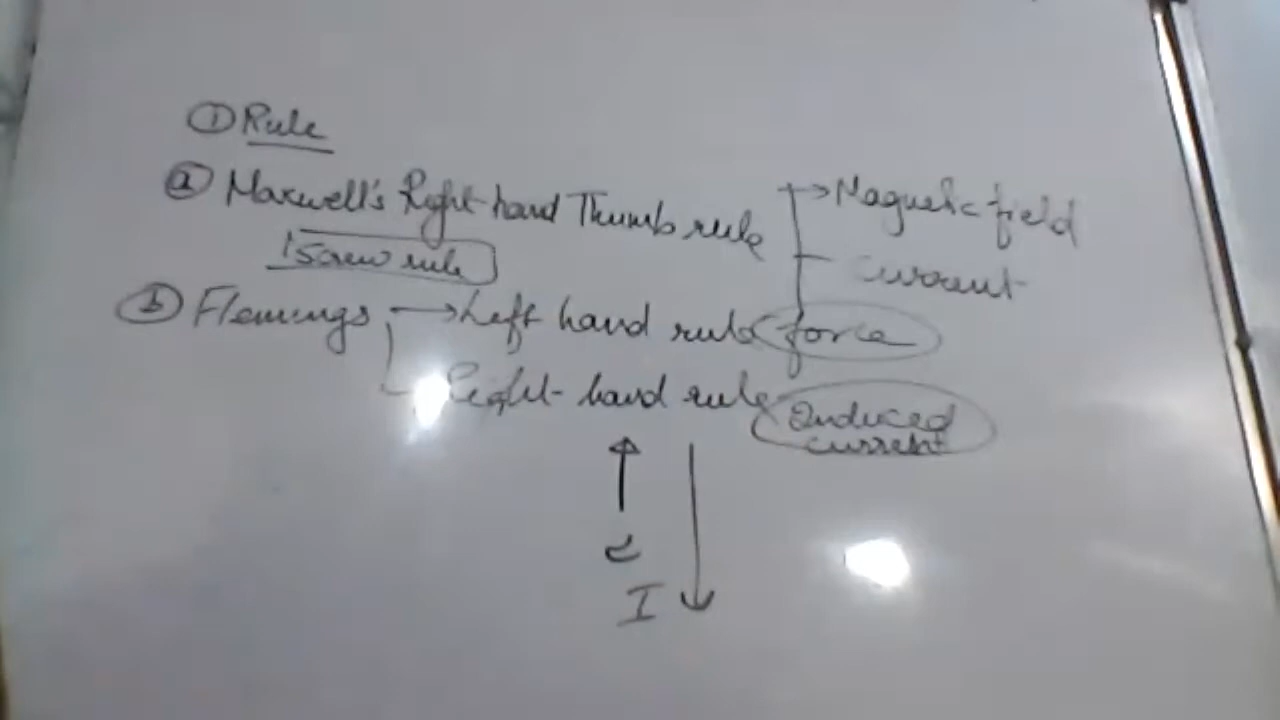 ① Rule
ⓐ Maxwell's Right hand Thumb rule → Magnetic field
/ Screw rule
current
ⓑ Flemings → Left hand rule force
Right-hand rule Induced current
e
I